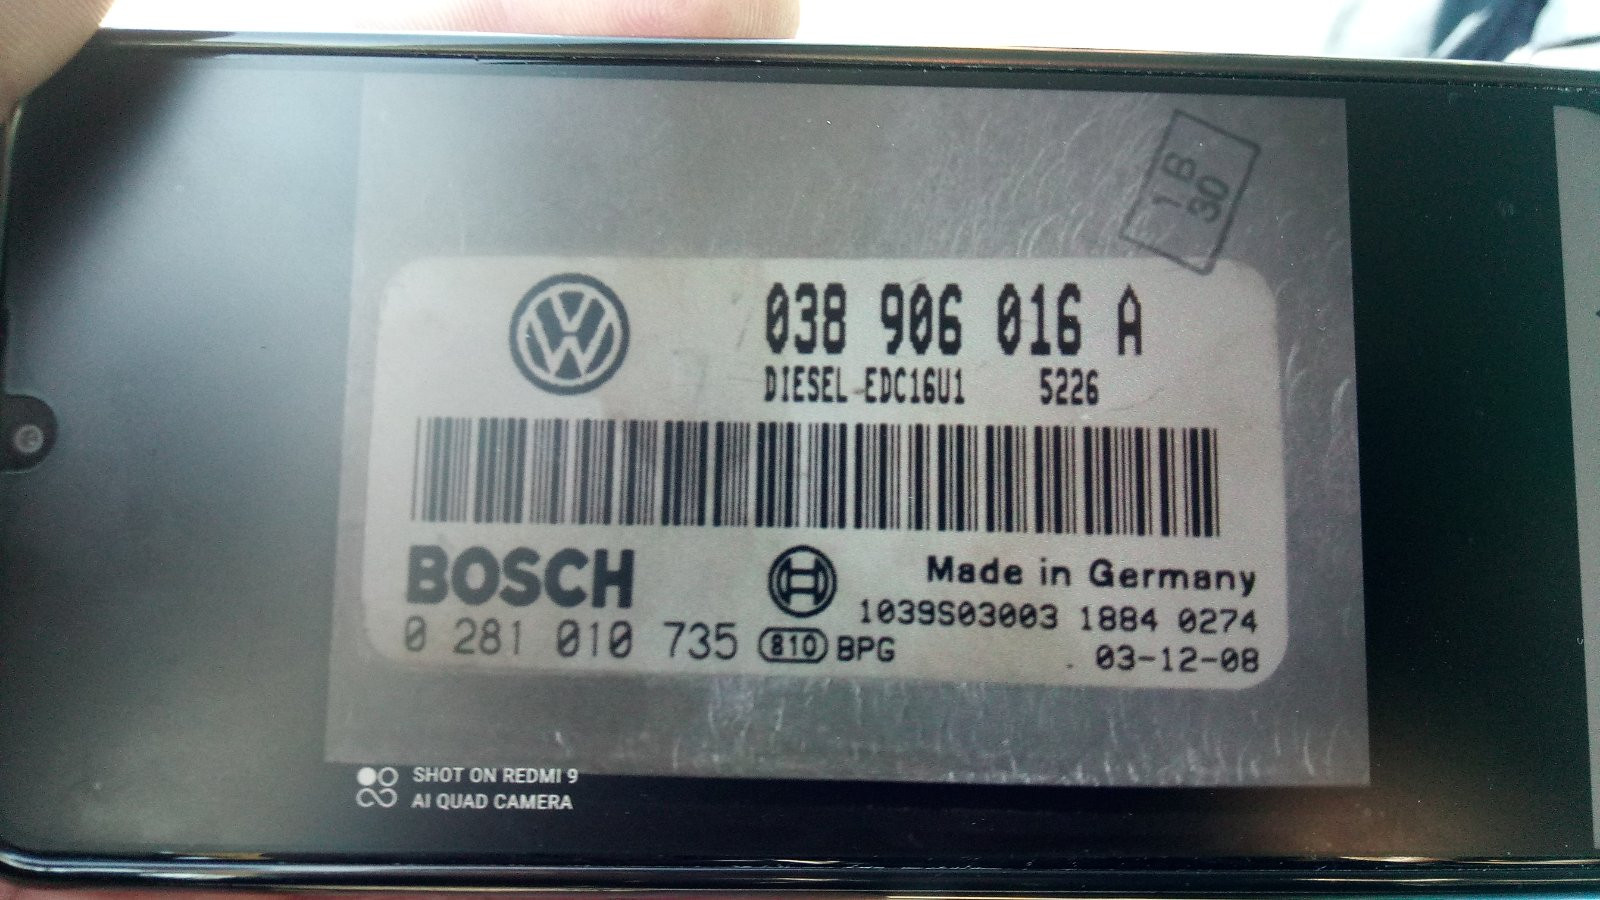 1 B
30
038 906 016 A
DIESEL EDC16U1 5226
BOSCH
Made in Germany
1039S03003 1884 0274
0 281 010 735 810 BPG
03-12-08
SHOT ON REDMI 9
AI QUAD CAMERA